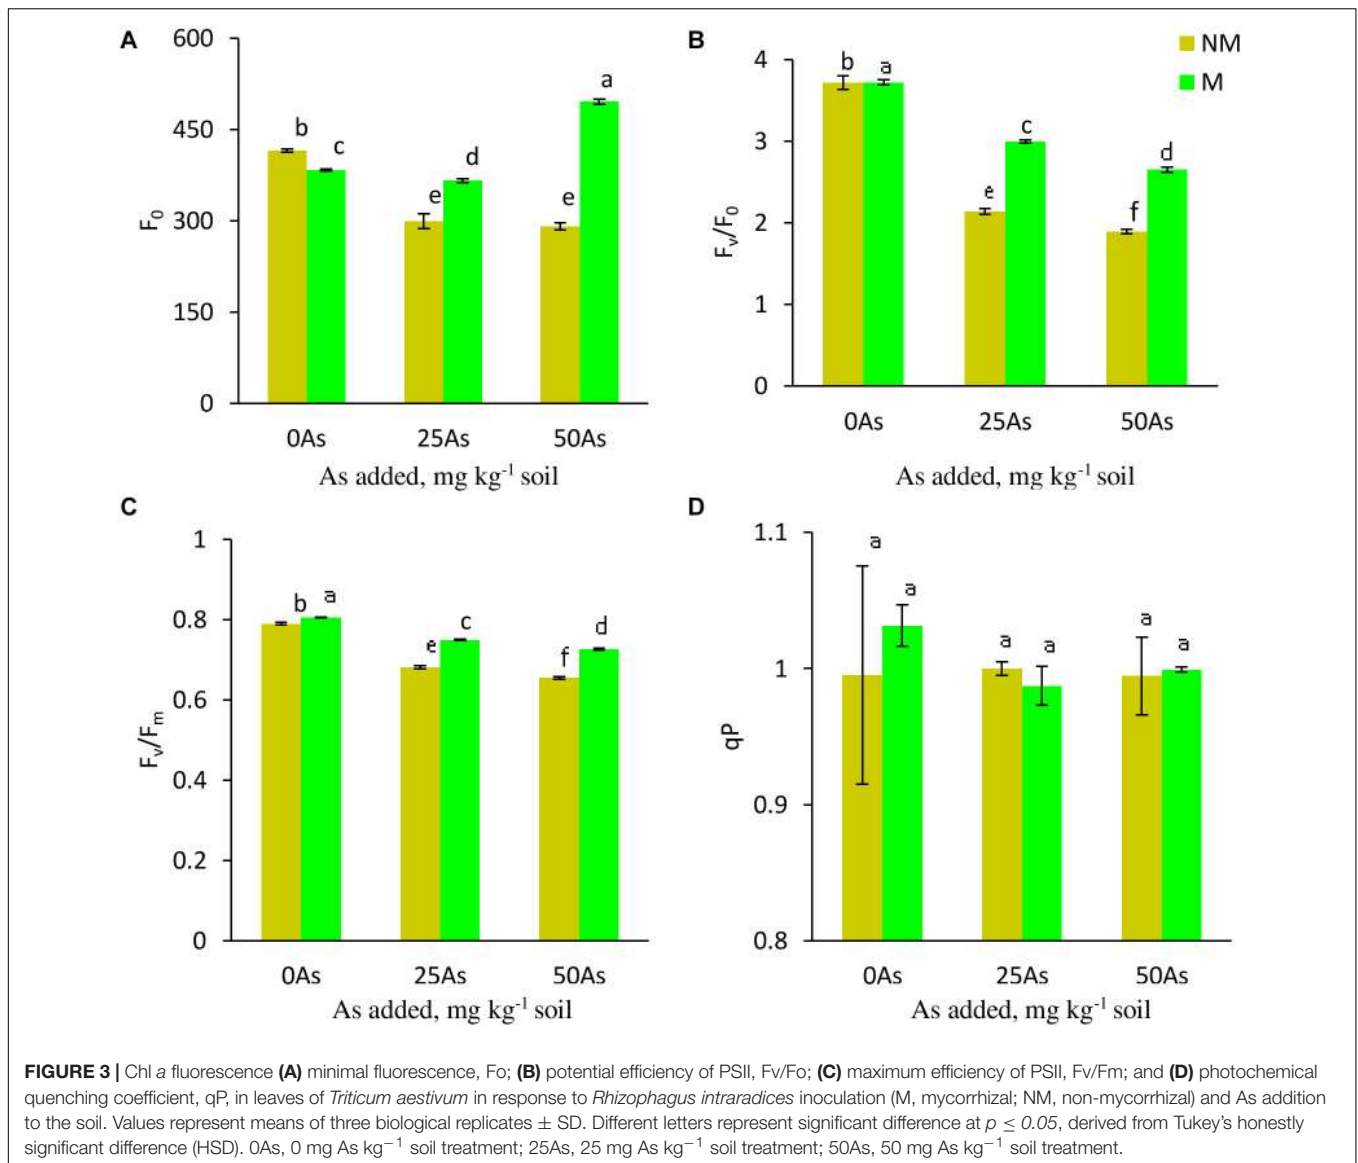 A
600
450
300
150
0
F0
b
c
e
d
e
a
0As 25As 50As
As added, mg kg-1 soil
B
NM
M
4
3
2
1
0
Fv/F0
b
a
e
c
f
d
0As 25As 50As
As added, mg kg-1 soil
C
1
0.8
0.6
0.4
0.2
0
Fv/Fm
b
a
e
c
f
d
0As 25As 50As
As added, mg kg-1 soil
D
1.1
1
0.9
0.8
qP
a
a
a
a
a
a
0As 25As 50As
As added, mg kg-1 soil
FIGURE 3 | Chl a fluorescence (A) minimal fluorescence, Fo; (B) potential efficiency of PSII, Fv/Fo; (C) maximum efficiency of PSII, Fv/Fm; and (D) photochemical
quenching coefficient, qP, in leaves of Triticum aestivum in response to Rhizophagus intraradices inoculation (M, mycorrhizal; NM, non-mycorrhizal) and As addition
to the soil. Values represent means of three biological replicates ± SD. Different letters represent significant difference at p ≤ 0.05, derived from Tukey's honestly
significant difference (HSD). 0As, 0 mg As kg−1 soil treatment; 25As, 25 mg As kg−1 soil treatment; 50As, 50 mg As kg−1 soil treatment.